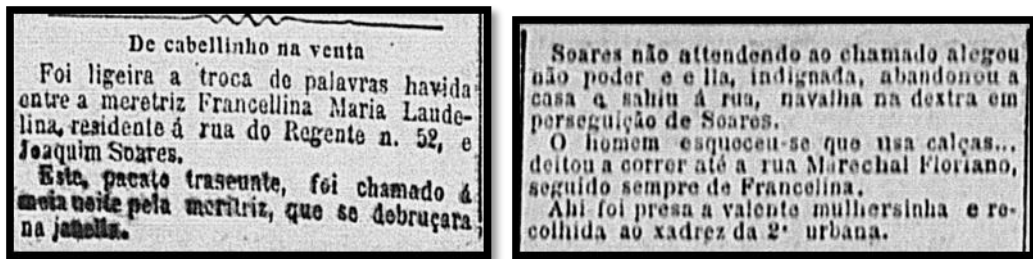 De cabellinho na venta
Foi ligeira a troca de palavras havida
entre a meretriz Francellina Maria Laude-
lina, residente á rua do Regente n. 52, e
Joaquim Soares.
Este, pacato traseunte, foi chamado á
meia noite pela meritriz, que se debruçara
na janella.
Soares não attendendo ao chamado alegou
não poder e ella, indignada, abandonou a
casa e sahiu á rua, navalha na dextra em
perseguição de Soares.
O homem esqueceu-se que usa calças...
deitou a correr até a rua Marechal Floriano,
seguido sempre de Francelina.
Ahi foi presa a valente mulhersinha e re-
colhida ao xadrez da 2ª urbana.